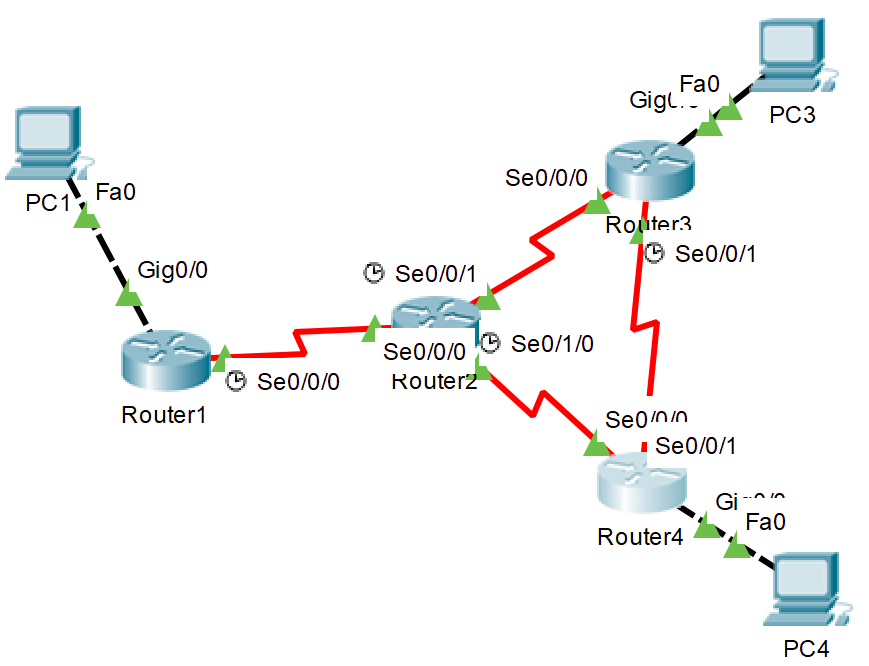 Fa0
PC3
Se0/0/0
Router3
PC1
Fa0
Se0/0/1
Gig0/0
Se0/0/1
Se0/1/0
Se0/0/0
Router2
Se0/0/0
Router1
Se0/0/0
Se0/0/1
Gig0/0
Fa0
Router4
PC4